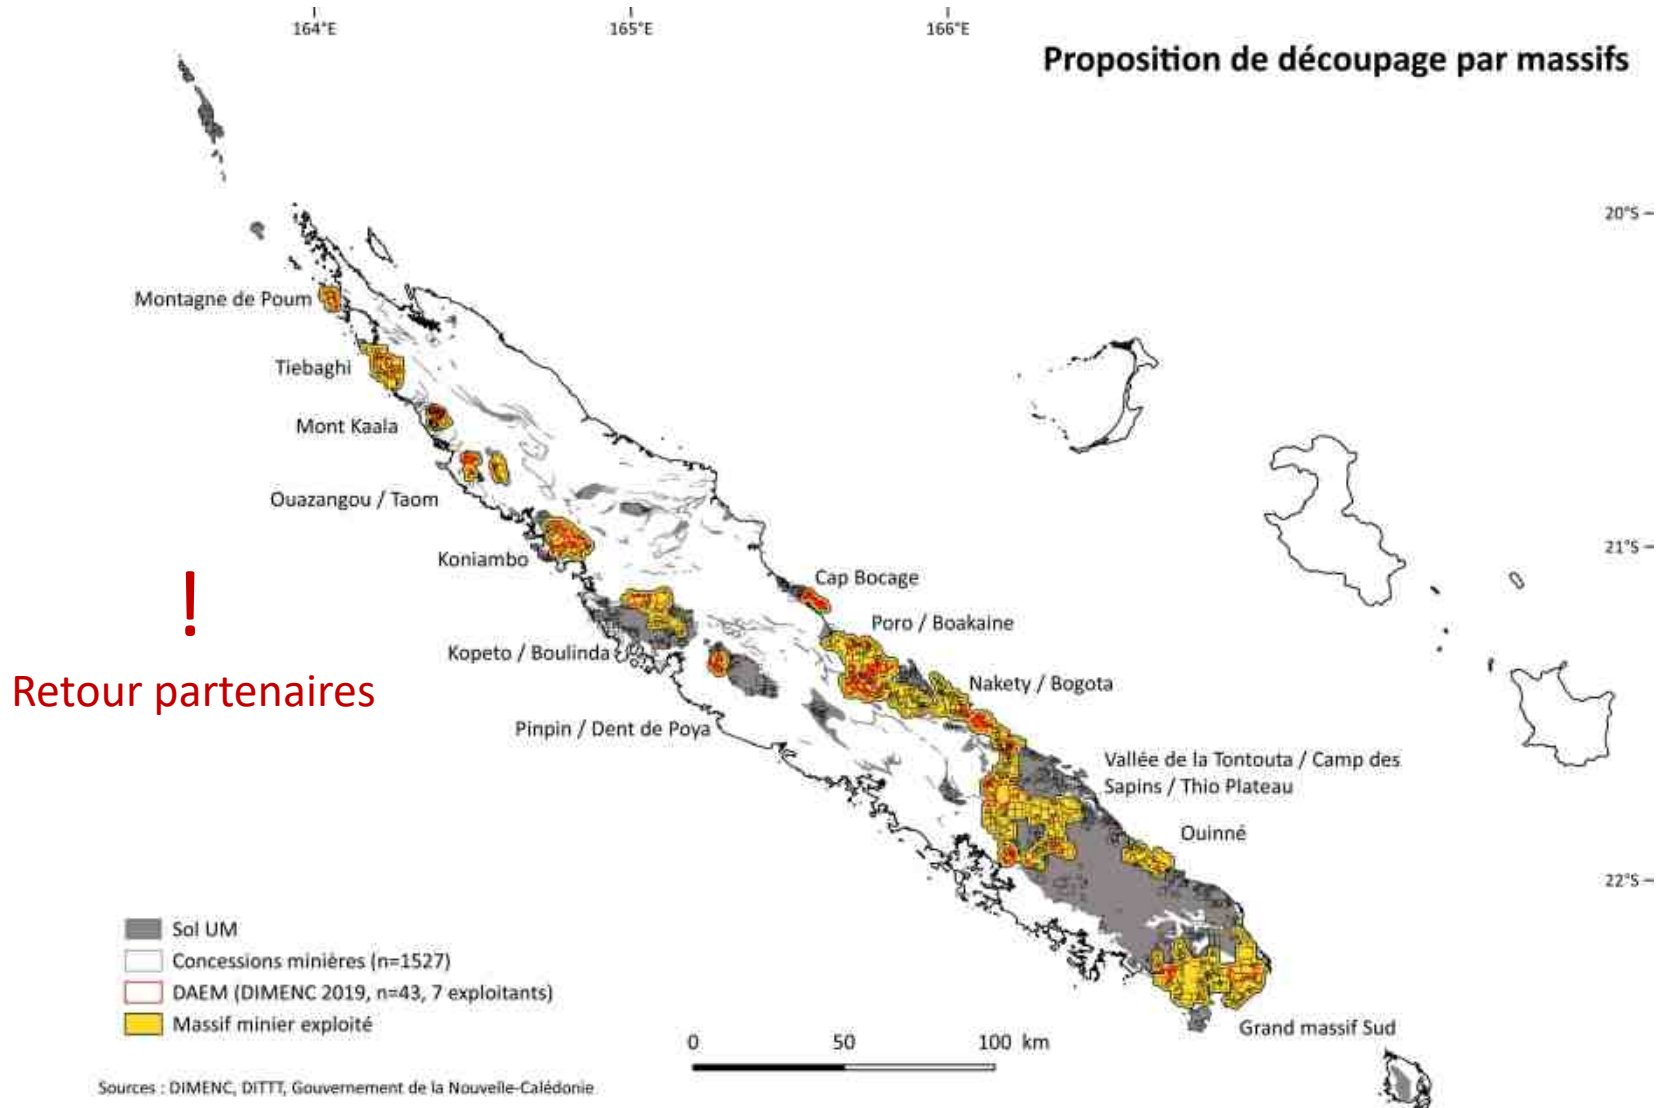 164°E
165°E
166°E
Proposition de découpage par massifs
20°S
Montagne de Poum
Tiebaghi
Mont Kaala
Ouazangou / Taom
21°S
Koniambo
Cap Bocage
!
Poro / Boakaine
Kopeto / Boulinda
Retour partenaires
Nakety / Bogota
Pinpin / Dent de Poya
Vallée de la Tontouta / Camp des
Sapins / Thio Plateau
Ouinné
22°S
Sol UM
Concessions minières (n=1527)
DAEM (DIMENC 2019, n=43, 7 exploitants)
Massif minier exploité
Grand massif Sud
0 50 100 km
Sources : DIMENC, DITTT, Gouvernement de la Nouvelle-Calédonie